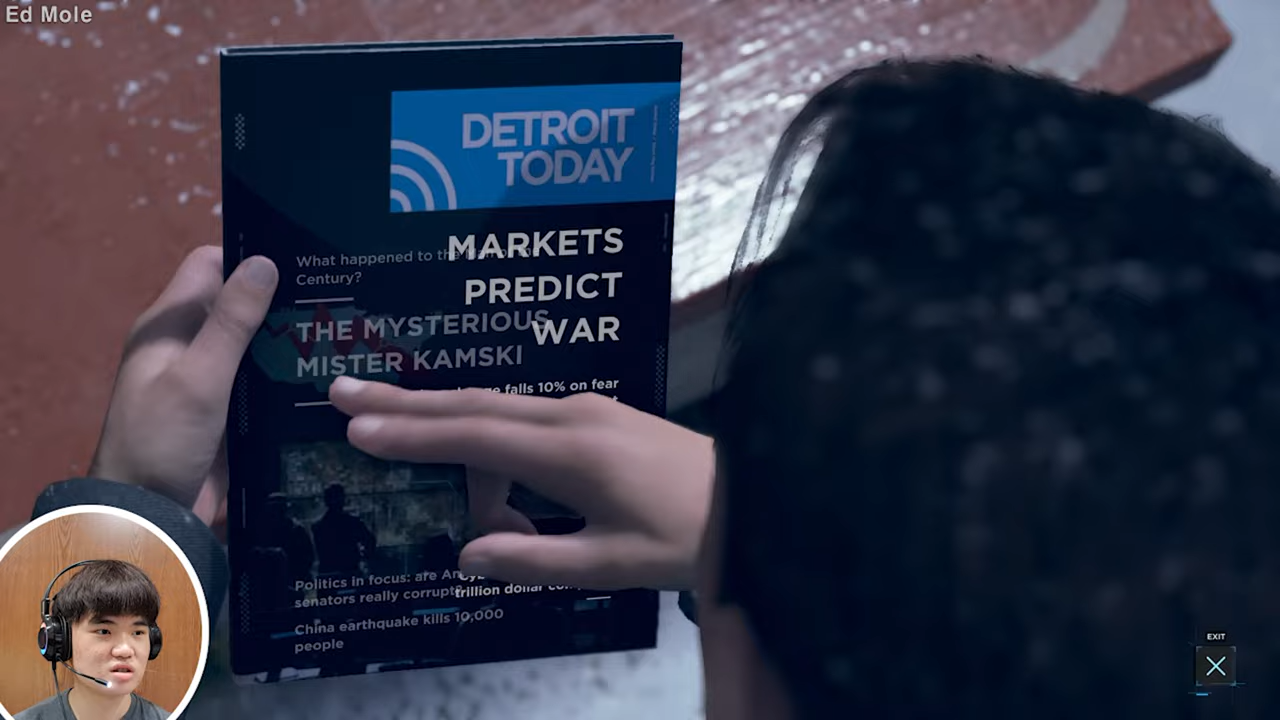 Ed Mole
DETROIT
TODAY
MARKETS
PREDICT
WAR
What happened to the
Century?
THE MYSTERIOUS
MISTER KAMSKI
falls 10% on fear
Politics in focus: are
senators really corrupt?
trillion dollar
China earthquake kills 10,000
people
EXIT